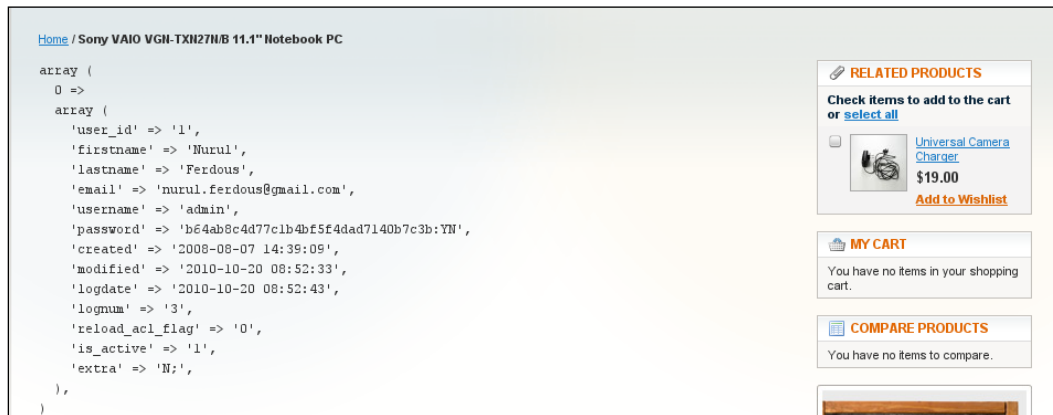 Home / Sony VAIO VGN-TXN27N/B 11.1" Notebook PC
array (
  0 =>
  array (
    'user_id' => '1',
    'firstname' => 'Nurul',
    'lastname' => 'Ferdous',
    'email' => 'nurul.ferdous@gmail.com',
    'username' => 'admin',
    'password' => 'b64ab8c4d77c1b4bf5f4dad7140b7c3b:YN',
    'created' => '2008-08-07 14:39:09',
    'modified' => '2010-10-20 08:52:33',
    'logdate' => '2010-10-20 08:52:43',
    'lognum' => '3',
    'reload_acl_flag' => '0',
    'is_active' => '1',
    'extra' => 'N;',
  ),
)
RELATED PRODUCTS
Check items to add to the cart
or select all
Universal Camera
Charger
$19.00
Add to Wishlist
MY CART
You have no items in your shopping
cart.
COMPARE PRODUCTS
You have no items to compare.